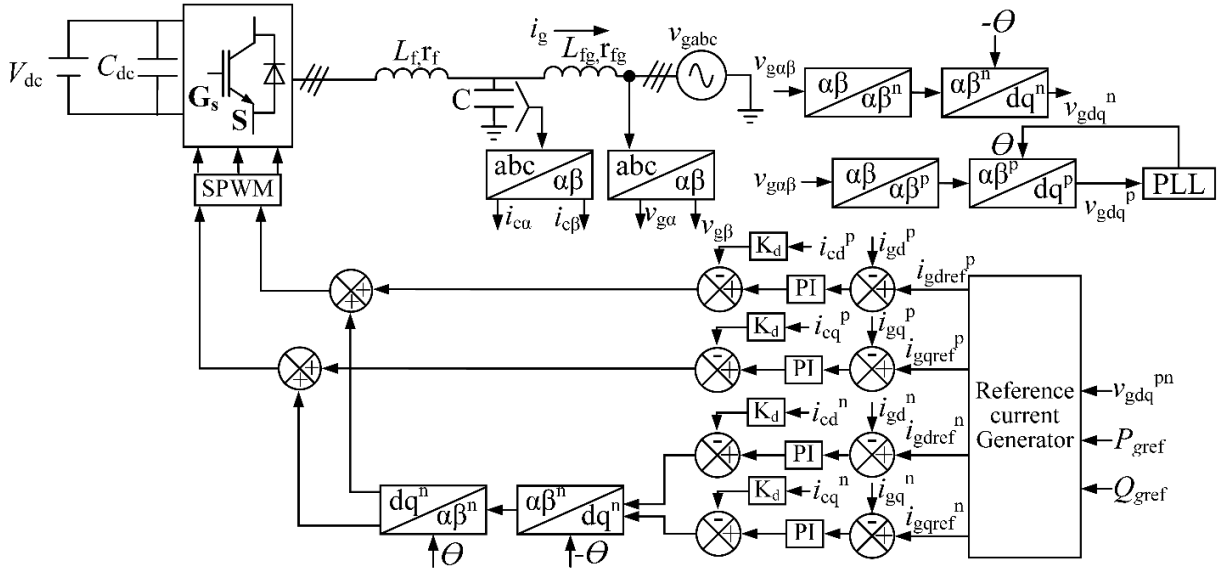 V_dc
C_dc
G_s
S
SPWM
L_f,r_f
C
i_g
L_fg,r_fg
v_gabc
abc
αβ
i_cα
i_cβ
abc
αβ
v_gα
v_gβ
-Θ
v_gαβ
αβ
αβ^n
αβ^n
dq^n
v_gdq^n
Θ
v_gαβ
αβ
αβ^p
αβ^p
dq^p
v_gdq^p
PLL
K_d
i_cd^p
i_gd^p
i_gdref^p
-
+
PI
-
+
+
+
K_d
i_cq^p
i_gq^p
i_gqref^p
-
+
PI
-
+
+
+
K_d
i_cd^n
i_gd^n
i_gdref^n
-
+
PI
-
+
K_d
i_cq^n
i_gq^n
i_gqref^n
-
+
PI
-
+
Reference
current
Generator
v_gdq^pn
P_gref
Q_gref
dq^n
αβ^n
Θ
αβ^n
dq^n
-Θ